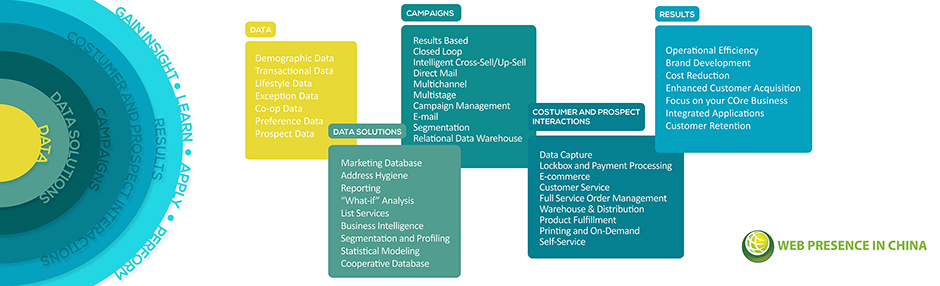 DATA
DATA SOLUTIONS
CAMPAIGNS
COSTUMER AND PROSPECT INTERACTIONS
RESULTS
GAIN INSIGHT • LEARN • APPLY • PERFORM
DATA
Demographic Data
Transactional Data
Lifestyle Data
Exception Data
Co-op Data
Preference Data
Prospect Data
DATA SOLUTIONS
Marketing Database
Address Hygiene
Reporting
“What-if” Analysis
List Services
Business Intelligence
Segmentation and Profiling
Statistical Modeling
Cooperative Database
CAMPAIGNS
Results Based
Closed Loop
Intelligent Cross-Sell/Up-Sell
Direct Mail
Multichannel
Multistage
Campaign Management
E-mail
Segmentation
Relational Data Warehouse
COSTUMER AND PROSPECT
INTERACTIONS
Data Capture
Lockbox and Payment Processing
E-commerce
Customer Service
Full Service Order Management
Warehouse & Distribution
Product Fulfillment
Printing and On-Demand
Self-Service
RESULTS
Operational Efficiency
Brand Development
Cost Reduction
Enhanced Customer Acquisition
Focus on your COre Business
Integrated Applications
Customer Retention
WEB PRESENCE IN CHINA